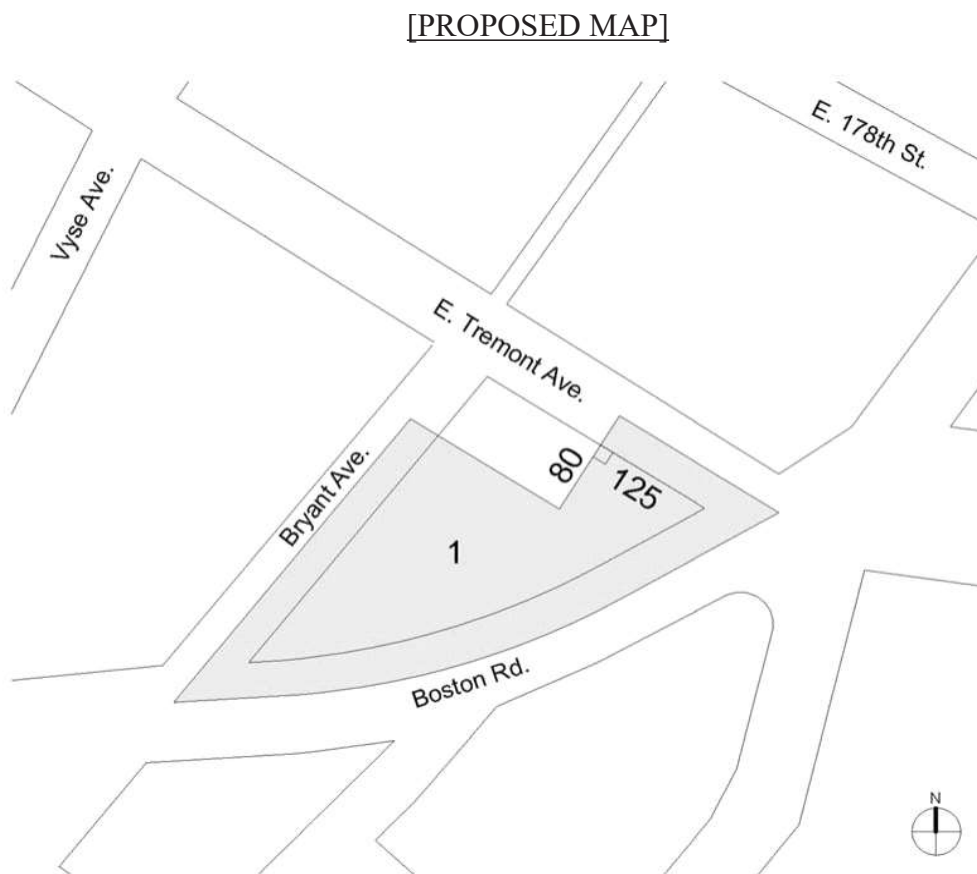 [PROPOSED MAP]
E. 178th St.
Vyse Ave.
E. Tremont Ave.
80
125
Bryant Ave.
1
Boston Rd.
N